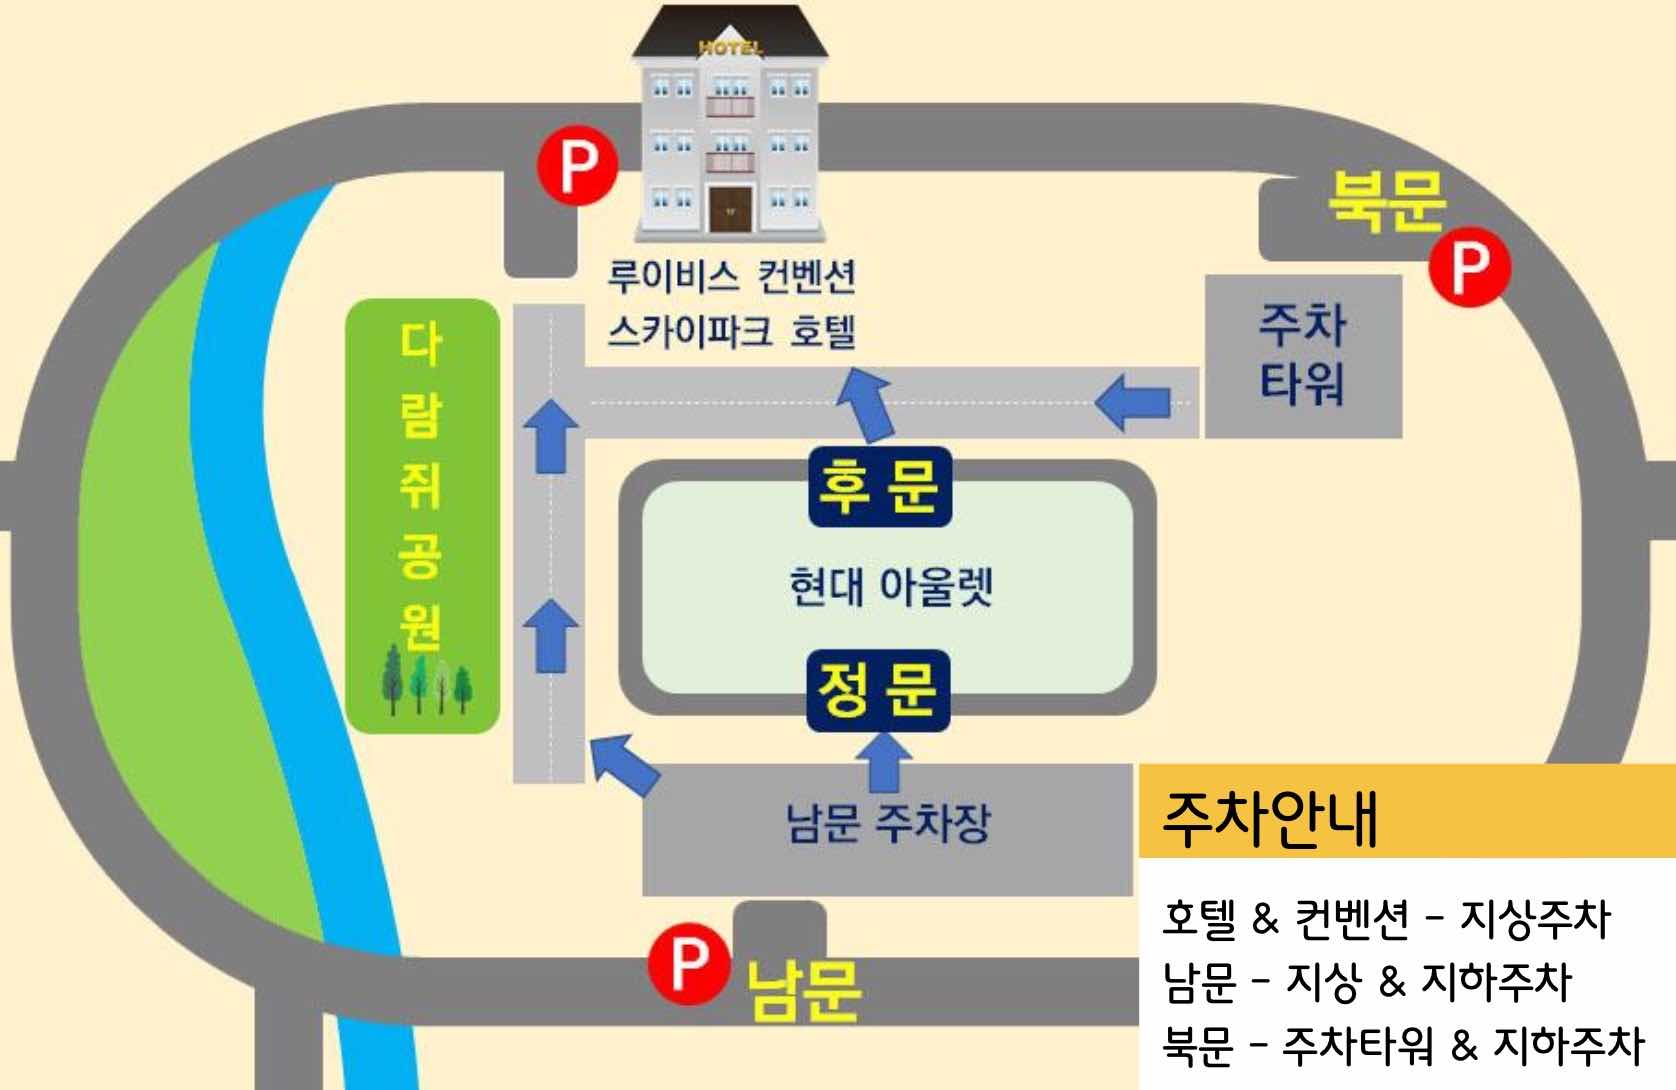 HOTEL
P
북문
P
루이비스 컨벤션
스카이파크 호텔
주차
타워
다
람
쥐
공
원
후문
현대 아울렛
정문
남문 주차장
P
남문
주차안내
호텔 & 컨벤션 - 지상주차
남문 - 지상 & 지하주차
북문 - 주차타워 & 지하주차